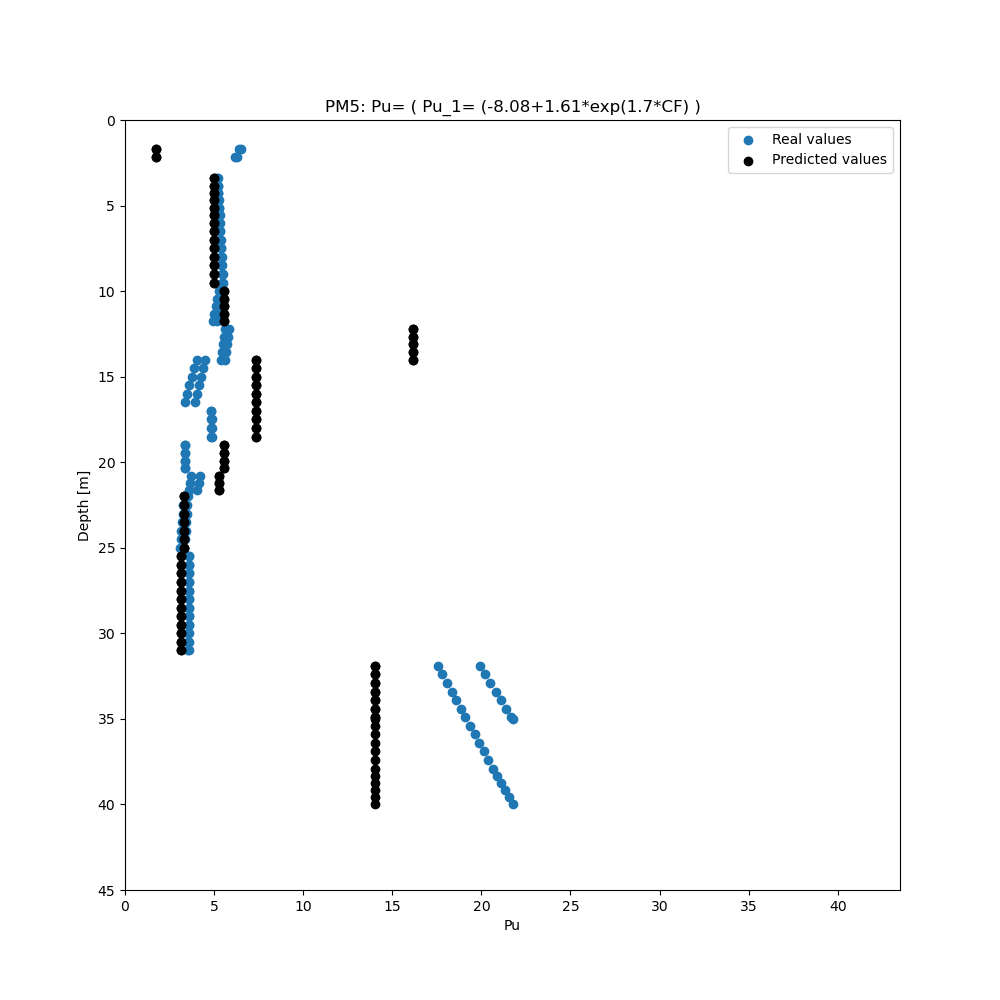 PM5: Pu= ( Pu_1= (-8.08+1.61*exp(1.7*CF) )
Real values
Predicted values
0
5
10
15
20
25
30
35
40
45
Depth [m]
0 5 10 15 20 25 30 35 40
Pu